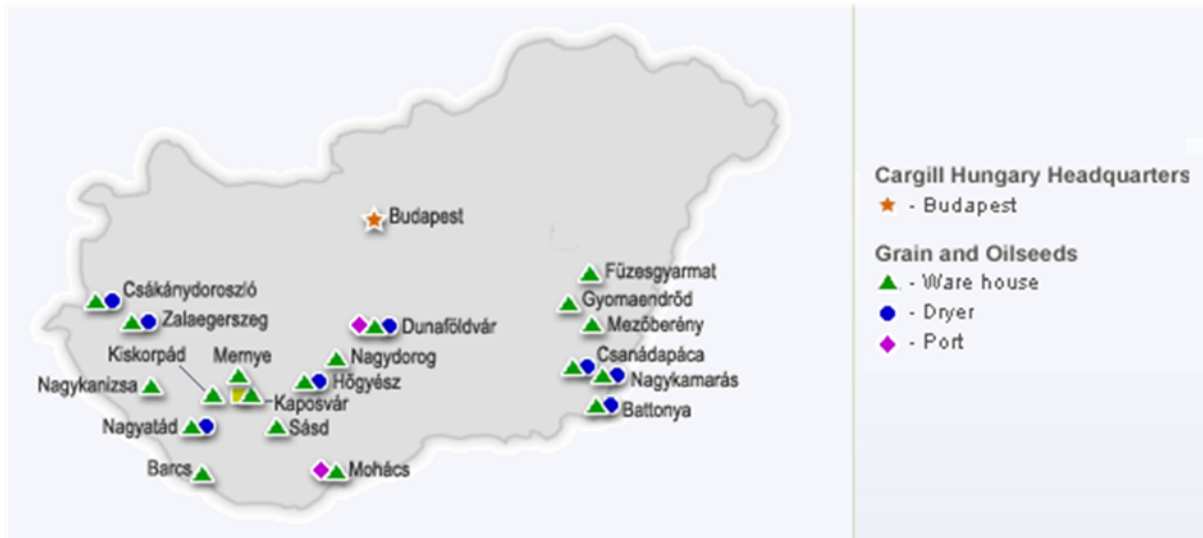 Budapest
Füzesgyarmat
Csákánydoroszló
Gyomaendrőd
Zalaegerszeg
Dunaföldvár
Mezőberény
Kiskorpád
Mernye
Nagydorog
Csanádapáca
Nagykanizsa
Hőgyész
Nagykamarás
Kaposvár
Battonya
Nagyatád
Sásd
Barcs
Mohács
Cargill Hungary Headquarters
- Budapest
Grain and Oilseeds
- Ware house
- Dryer
- Port